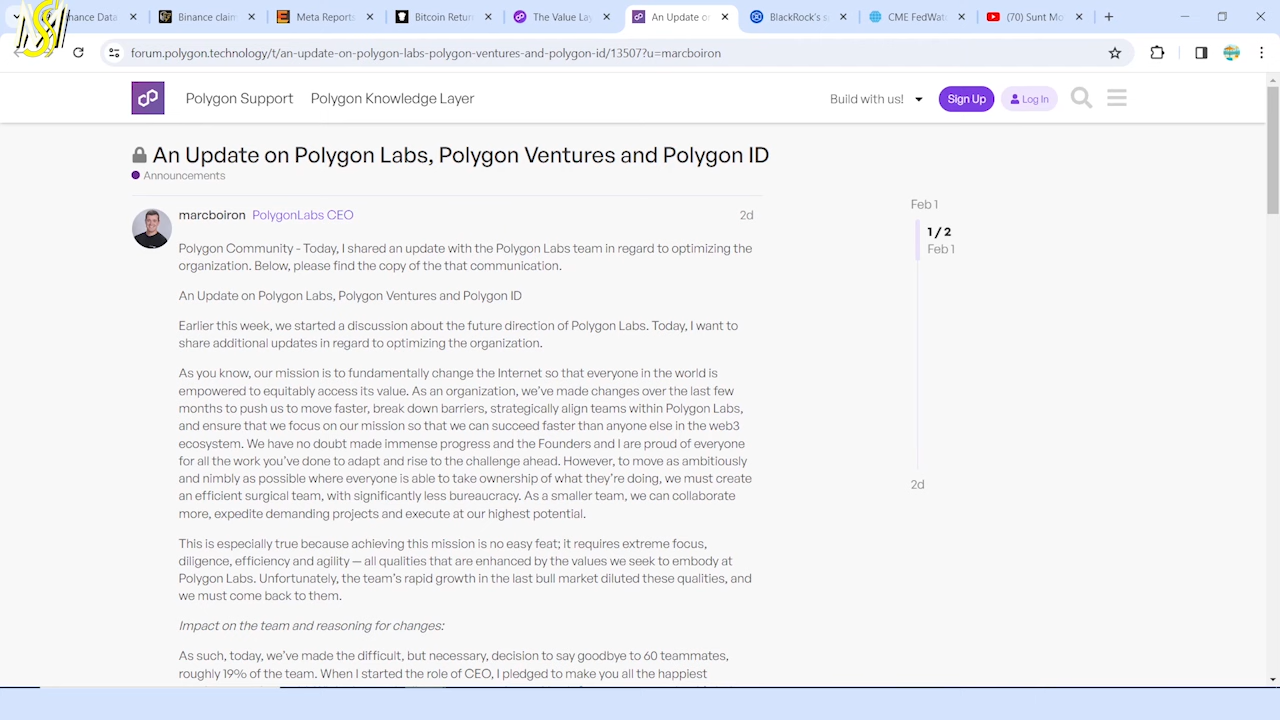 nance Data
Binance claim
Meta Reports
Bitcoin Retur
The Value Lay
An Update on
BlackRock's s
CME FedWatc
(70) Sunt Mo
forum.polygon.technology/t/an-update-on-polygon-labs-polygon-ventures-and-polygon-id/13507?u=marcboiron
Polygon Support
Polygon Knowledge Layer
Build with us!
Sign Up
Log In
An Update on Polygon Labs, Polygon Ventures and Polygon ID
Announcements
marcboiron PolygonLabs CEO
2d
Polygon Community - Today, I shared an update with the Polygon Labs team in regard to optimizing the
organization. Below, please find the copy of the that communication.
An Update on Polygon Labs, Polygon Ventures and Polygon ID
Earlier this week, we started a discussion about the future direction of Polygon Labs. Today, I want to
share additional updates in regard to optimizing the organization.
As you know, our mission is to fundamentally change the Internet so that everyone in the world is
empowered to equitably access its value. As an organization, we've made changes over the last few
months to push us to move faster, break down barriers, strategically align teams within Polygon Labs,
and ensure that we focus on our mission so that we can succeed faster than anyone else in the web3
ecosystem. We have no doubt made immense progress and the Founders and I are proud of everyone
for all the work you've done to adapt and rise to the challenge ahead. However, to move as ambitiously
and nimbly as possible where everyone is able to take ownership of what they're doing, we must create
an efficient surgical team, with significantly less bureaucracy. As a smaller team, we can collaborate
more, expedite demanding projects and execute at our highest potential.
This is especially true because achieving this mission is no easy feat; it requires extreme focus,
diligence, efficiency and agility — all qualities that are enhanced by the values we seek to embody at
Polygon Labs. Unfortunately, the team's rapid growth in the last bull market diluted these qualities, and
we must come back to them.
Impact on the team and reasoning for changes:
As such, today, we've made the difficult, but necessary, decision to say goodbye to 60 teammates,
roughly 19% of the team. When I started the role of CEO, I pledged to make you all the happiest
Feb 1
1 / 2
Feb 1
2d